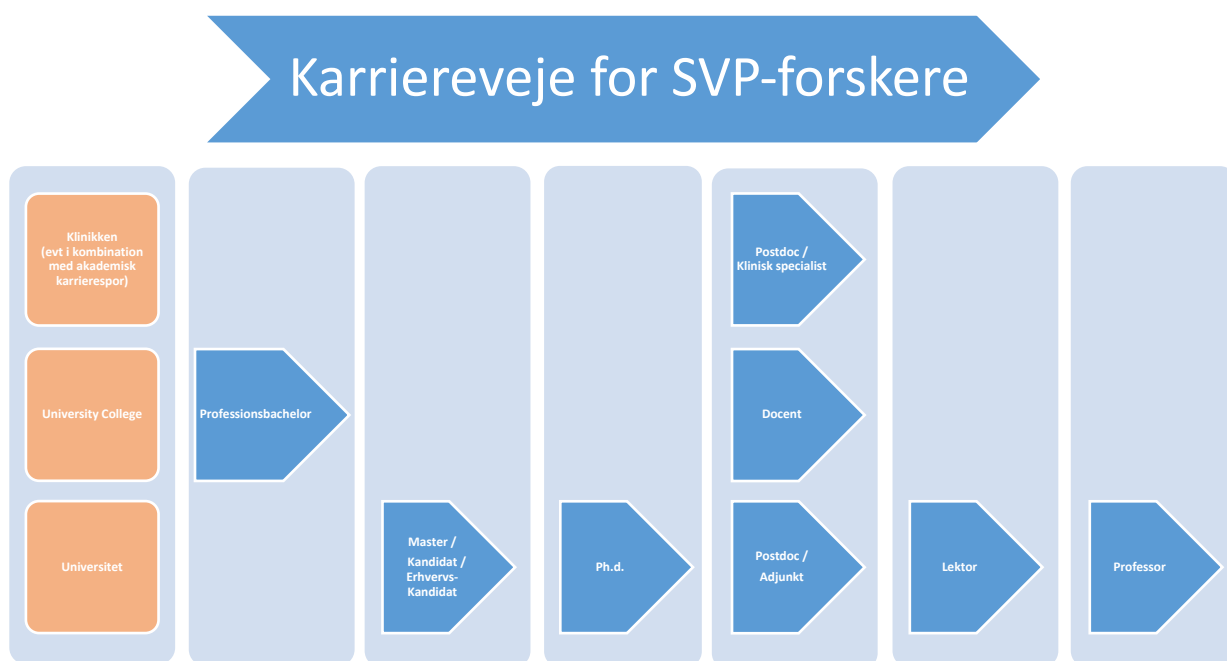 Karriereveje for SVP-forskere
Klinikken
(evt i kombination
med akademisk
karrierespor)
Postdoc /
Klinisk specialist
University College
Professionsbachelor
Docent
Universitet
Master /
Kandidat /
Erhvervs-
Kandidat
Ph.d.
Postdoc /
Adjunkt
Lektor
Professor